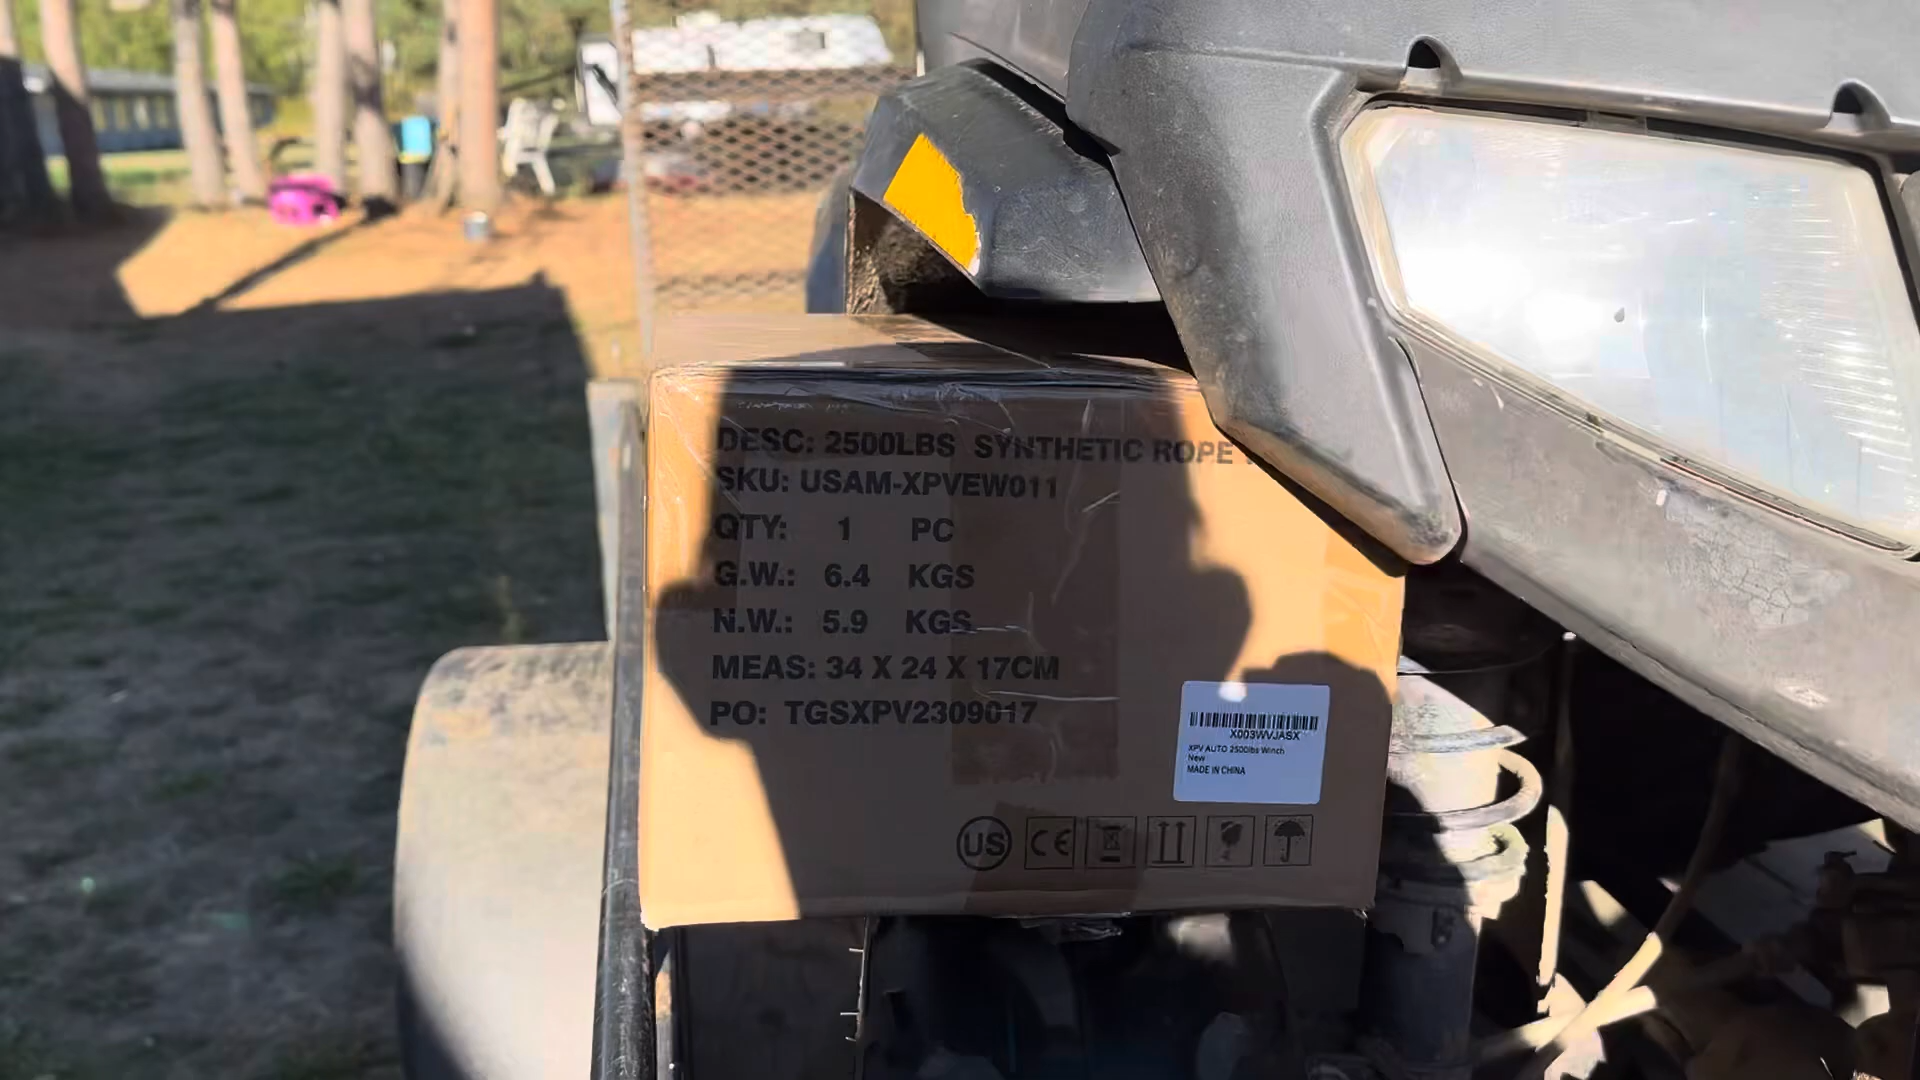 DESC: 2500LBS SYNTHETIC ROPE
SKU: USAM-XPVEW011
QTY: 1 PC
G.W.: 6.4 KGS
N.W.: 5.9 KGS
MEAS: 34 X 24 X 17CM
PO: TGSXPV2309017
X003WVJASX
XPV AUTO 2500lbs Winch
New
MADE IN CHINA
US CE